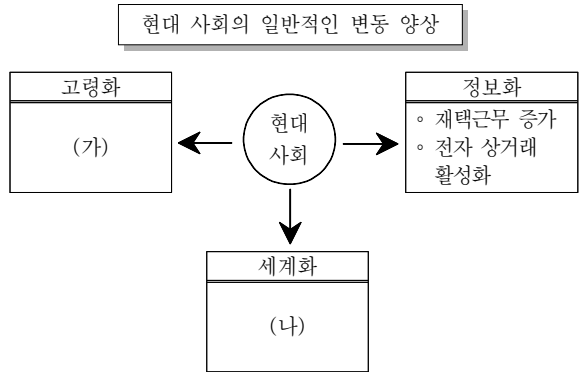 현대 사회의 일반적인 변동 양상
고령화
(가)
현대
사회
정보화
◦ 재택근무 증가
◦ 전자 상거래
활성화
세계화
(나)